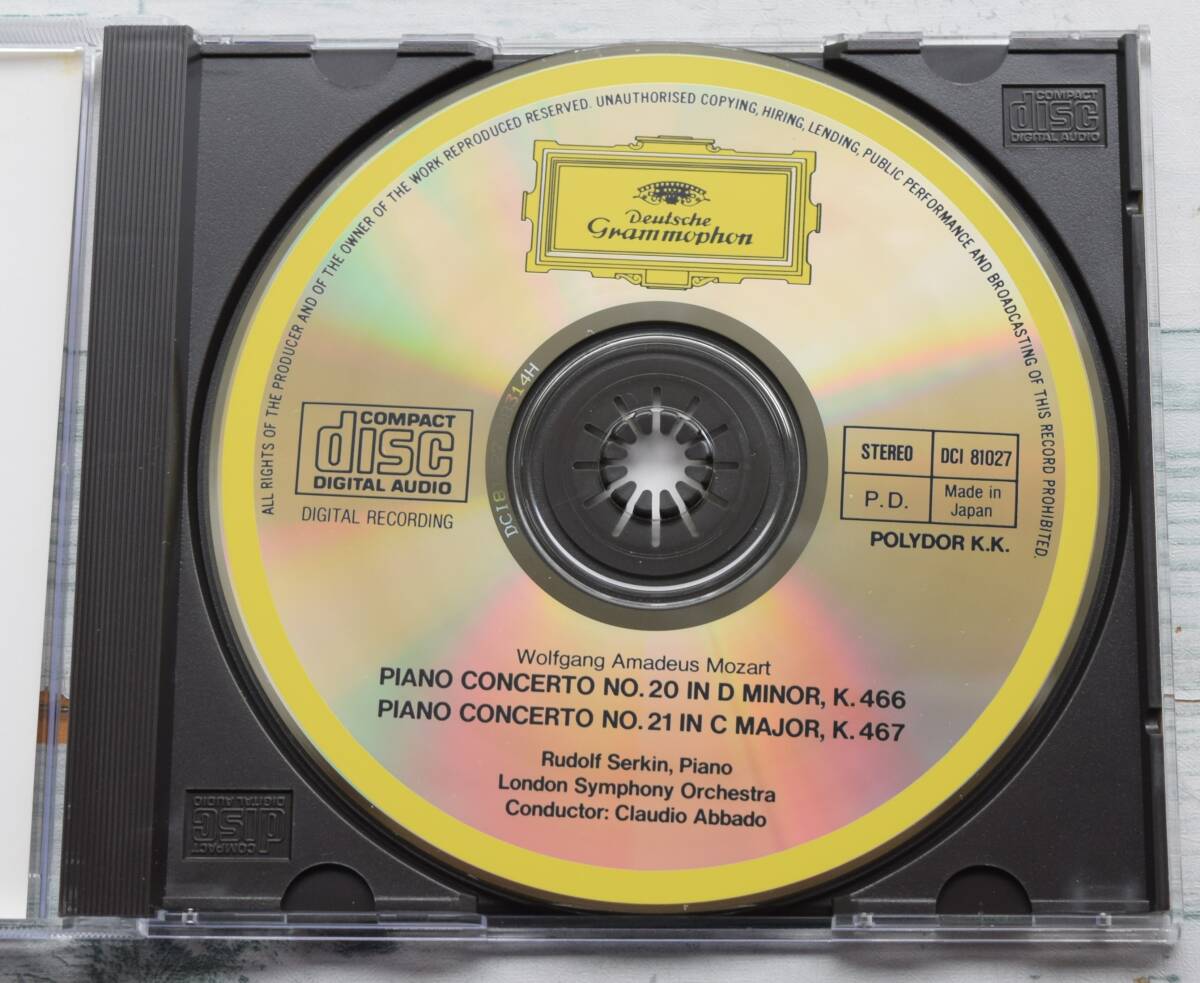 ALL RIGHTS OF THE PRODUCER AND OF THE OWNER OF THE WORK REPRODUCED RESERVED. UNAUTHORISED COPYING, HIRING, LENDING, PUBLIC PERFORMANCE AND BROADCASTING OF THIS RECORD PROHIBITED.
COMPACT
disc
DIGITAL AUDIO
Deutsche
Grammophon
COMPACT
disc
DIGITAL AUDIO
DIGITAL RECORDING
STEREO
DCI 81027
P.D.
Made in
Japan
POLYDOR K.K.
Wolfgang Amadeus Mozart
PIANO CONCERTO NO. 20 IN D MINOR, K. 466
PIANO CONCERTO NO. 21 IN C MAJOR, K. 467
Rudolf Serkin, Piano
London Symphony Orchestra
Conductor: Claudio Abbado
COMPACT
disc
DIGITAL AUDIO